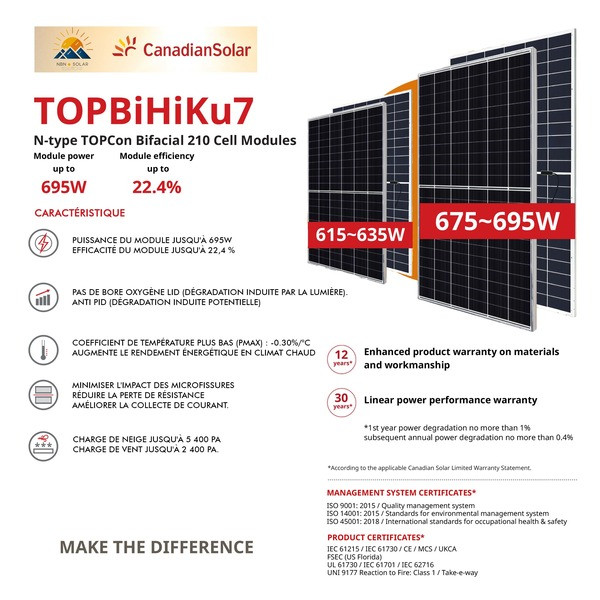 NBN + SOLAR
CanadianSolar
TOPBiHiKu7
N-type TOPCon Bifacial 210 Cell Modules
Module power
up to
695W
Module efficiency
up to
22.4%
CARACTÉRISTIQUE
PUISSANCE DU MODULE JUSQU'À 695W
EFFICACITÉ DU MODULE JUSQU'À 22,4 %
PAS DE BORE OXYGÈNE LID (DÉGRADATION INDUITE PAR LA LUMIÈRE).
ANTI PID (DÉGRADATION INDUITE POTENTIELLE)
COEFFICIENT DE TEMPÉRATURE PLUS BAS (PMAX) : -0.30%/°C
AUGMENTE LE RENDEMENT ÉNERGÉTIQUE EN CLIMAT CHAUD
MINIMISER L'IMPACT DES MICROFISSURES
RÉDUIRE LA PERTE DE RÉSISTANCE
AMÉLIORER LA COLLECTE DE COURANT.
CHARGE DE NEIGE JUSQU'À 5 400 PA
CHARGE DE VENT JUSQU'À 2 400 PA.
MAKE THE DIFFERENCE
615~635W
675~695W
12
years*
Enhanced product warranty on materials
and workmanship
30
years*
Linear power performance warranty
*1st year power degradation no more than 1%
subsequent annual power degradation no more than 0.4%
*According to the applicable Canadian Solar Limited Warranty Statement.
MANAGEMENT SYSTEM CERTIFICATES*
ISO 9001: 2015 / Quality management system
ISO 14001: 2015 / Standards for environmental management system
ISO 45001: 2018 / International standards for occupational health & safety
PRODUCT CERTIFICATES*
IEC 61215 / IEC 61730 / CE / MCS / UKCA
FSEC (US Florida)
UL 61730 / IEC 61701 / IEC 62716
UNI 9177 Reaction to Fire: Class 1 / Take-e-way